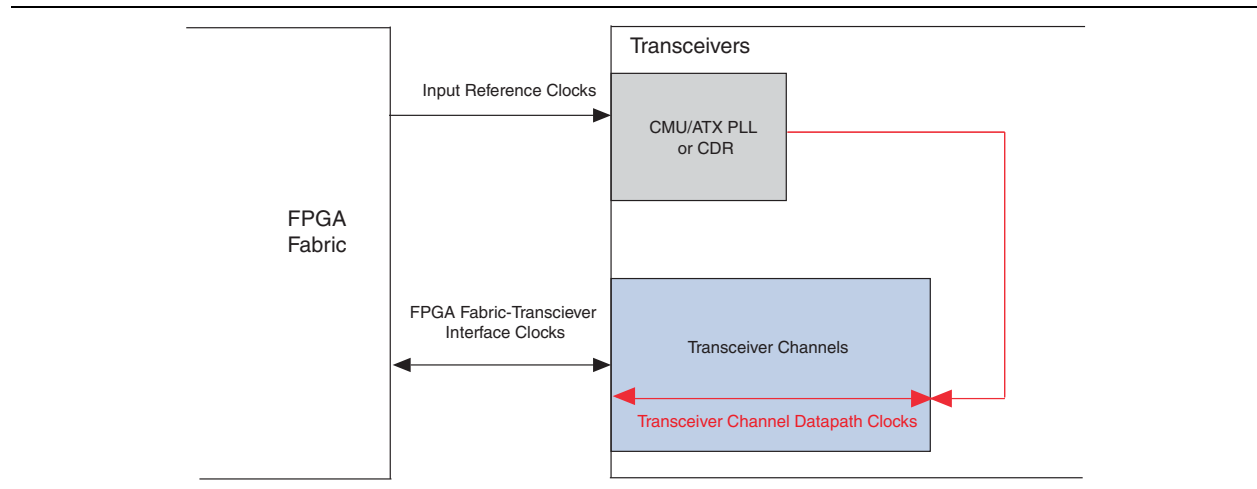 Transceivers
Input Reference Clocks
CMU/ATX PLL
or CDR
FPGA
Fabric
FPGA Fabric-Transciever
Interface Clocks
Transceiver Channels
Transceiver Channel Datapath Clocks